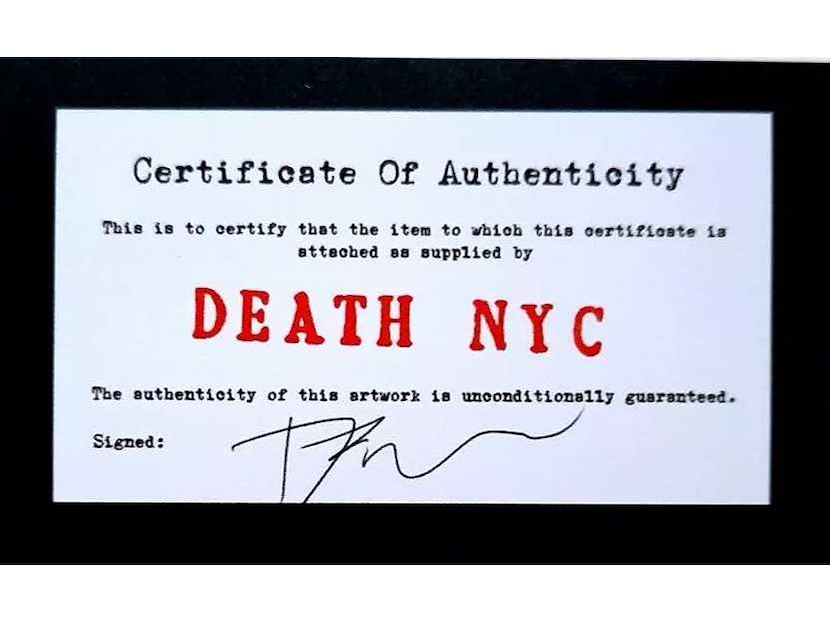 Certificate Of Authenticity
This is to certify that the item to which this certificate is
attached as supplied by
DEATH NYC
The authenticity of this artwork is unconditionally guaranteed.
Signed: